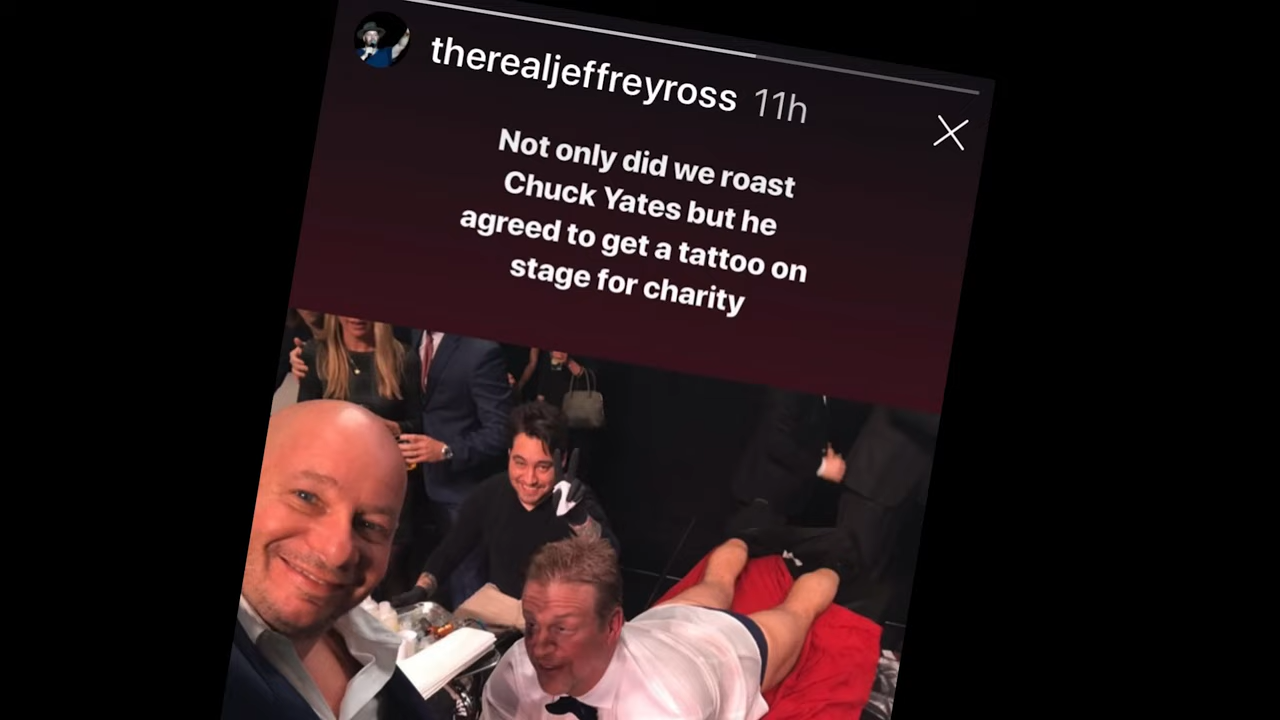 therealjeffreyross 11h
Not only did we roast
Chuck Yates but he
agreed to get a tattoo on
stage for charity